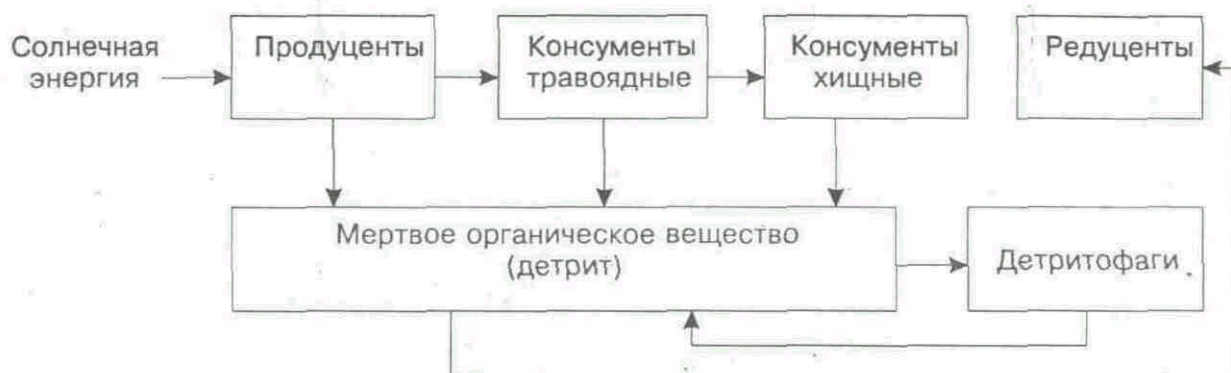 Солнечная
энергия
Продуценты
Консументы
травоядные
Консументы
хищные
Редуценты
Мертвое органическое вещество
(детрит)
Детритофаги